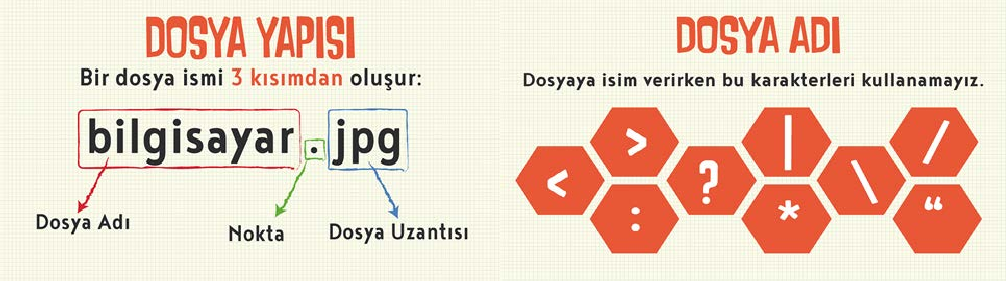 DOSYA YAPISI
Bir dosya ismi 3 kısımdan oluşur:
bilgisayar.jpg
Dosya Adı
Nokta
Dosya Uzantısı
DOSYA ADI
Dosyaya isim verirken bu karakterleri kullanamayız.
< > : ? | * \ / “